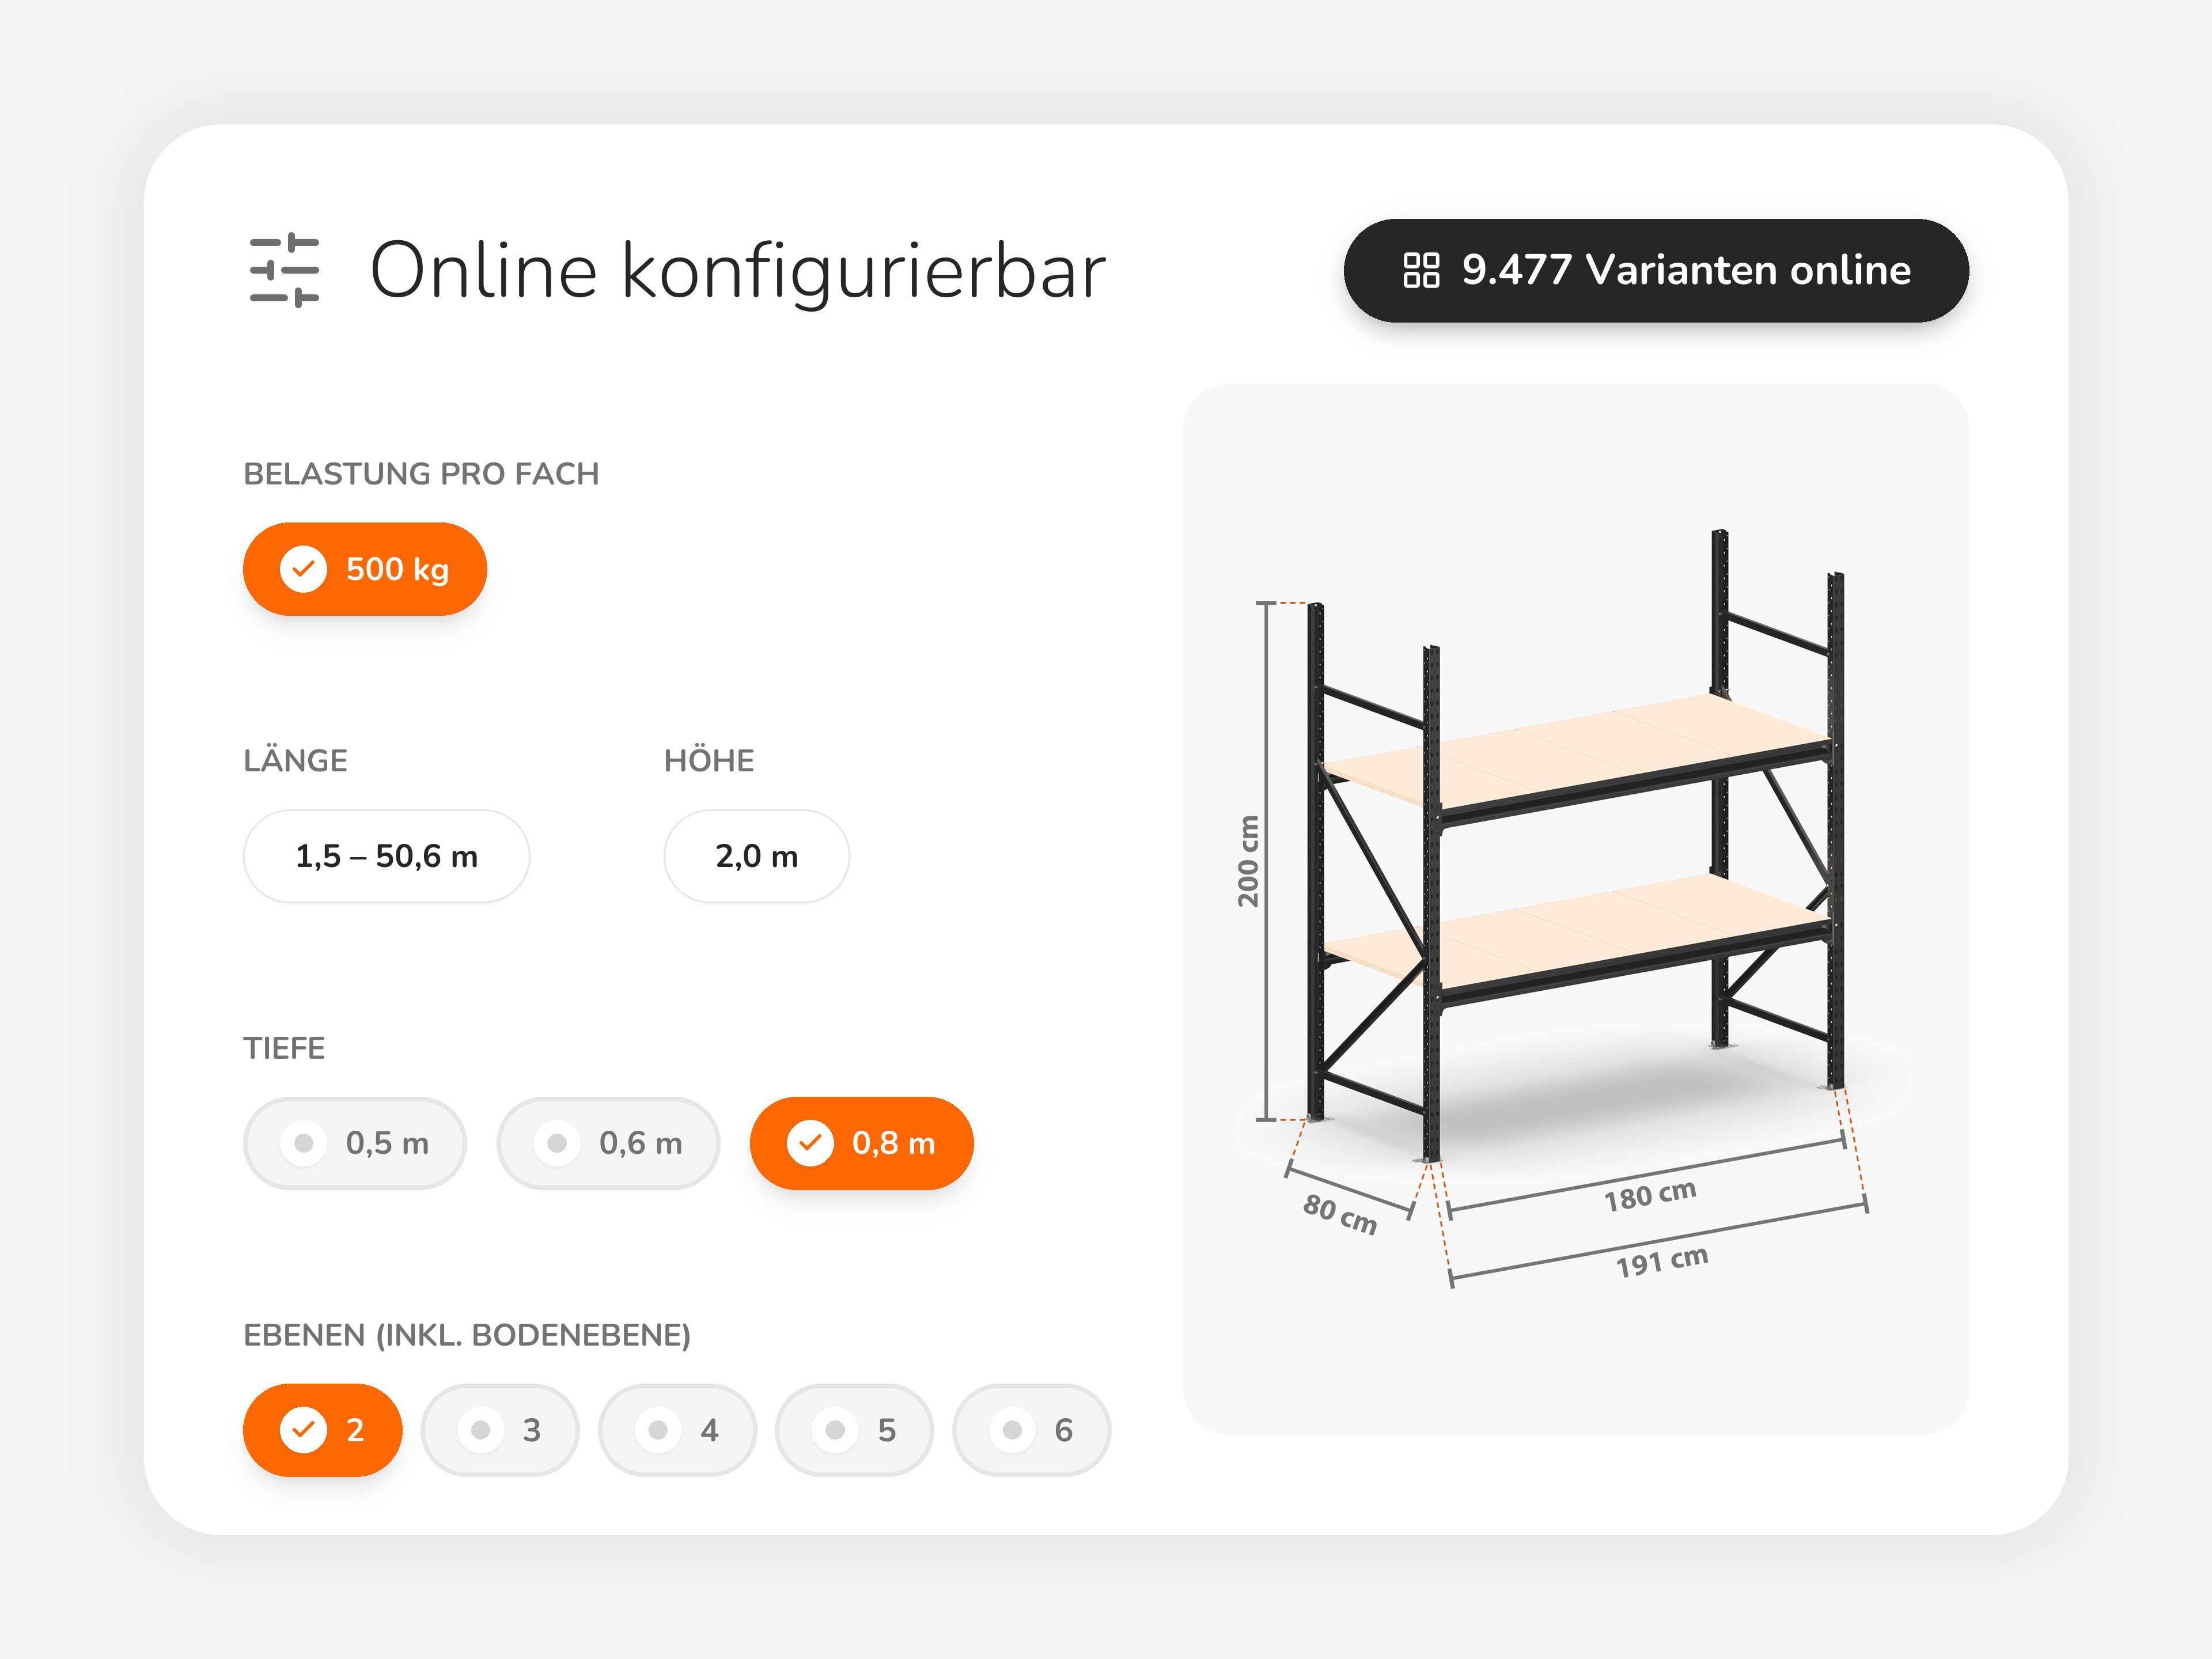 Online konfigurierbar
9.477 Varianten online
BELASTUNG PRO FACH
500 kg
LÄNGE
HÖHE
1,5 – 50,6 m
2,0 m
TIEFE
0,5 m
0,6 m
0,8 m
EBENEN (INKL. BODENEBENE)
2
3
4
5
6
200 cm
80 cm
180 cm
191 cm